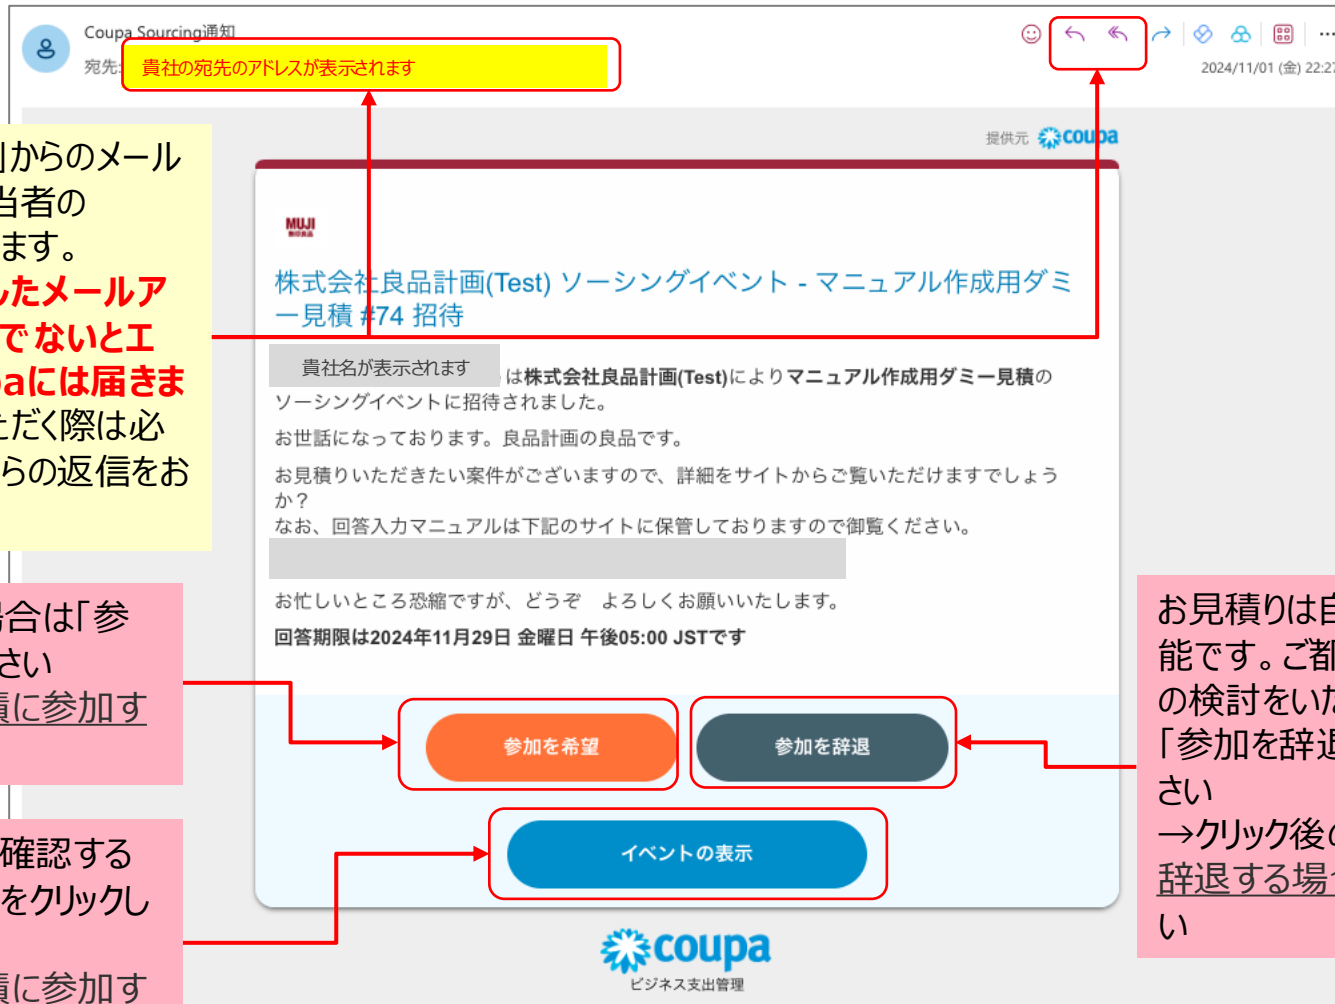 Coupa Sourcing通知
宛先:
貴社の宛先のアドレスが表示されます
2024/11/01 (金) 22:27
提供元 coupa
」からのメール
当者の
ます。
したメールア
でないとエ
paには届きま
ただく際は必
らの返信をお
MUJI
無印良品
株式会社良品計画(Test) ソーシングイベント - マニュアル作成用ダミ
ー見積 #74 招待
貴社名が表示されます
は株式会社良品計画(Test)によりマニュアル作成用ダミー見積の
ソーシングイベントに招待されました。
お世話になっております。良品計画の良品です。
お見積りいただきたい案件がございますので、詳細をサイトからご覧いただけますでしょう
か？
なお、回答入力マニュアルは下記のサイトに保管しておりますので御覧ください。
お忙しいところ恐縮ですが、どうぞ　よろしくお願いいたします。
回答期限は2024年11月29日 金曜日 午後05:00 JSTです
場合は「参
さい
積に参加す
参加を希望
参加を辞退
お見積りは自
能です。ご都
の検討をいた
「参加を辞退
さい
→クリック後の
辞退する場合
い
確認する
をクリックし
積に参加す
イベントの表示
coupa
ビジネス支出管理